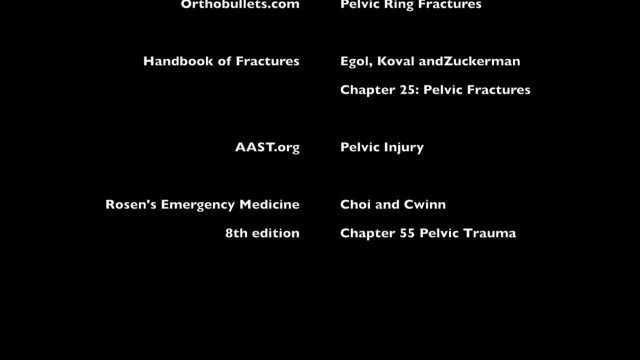 Orthobullets.com Pelvic Ring Fractures
Handbook of Fractures Egol, Koval andZuckerman
Chapter 25: Pelvic Fractures
AAST.org Pelvic Injury
Rosen's Emergency Medicine Choi and Cwinn
8th edition Chapter 55 Pelvic Trauma